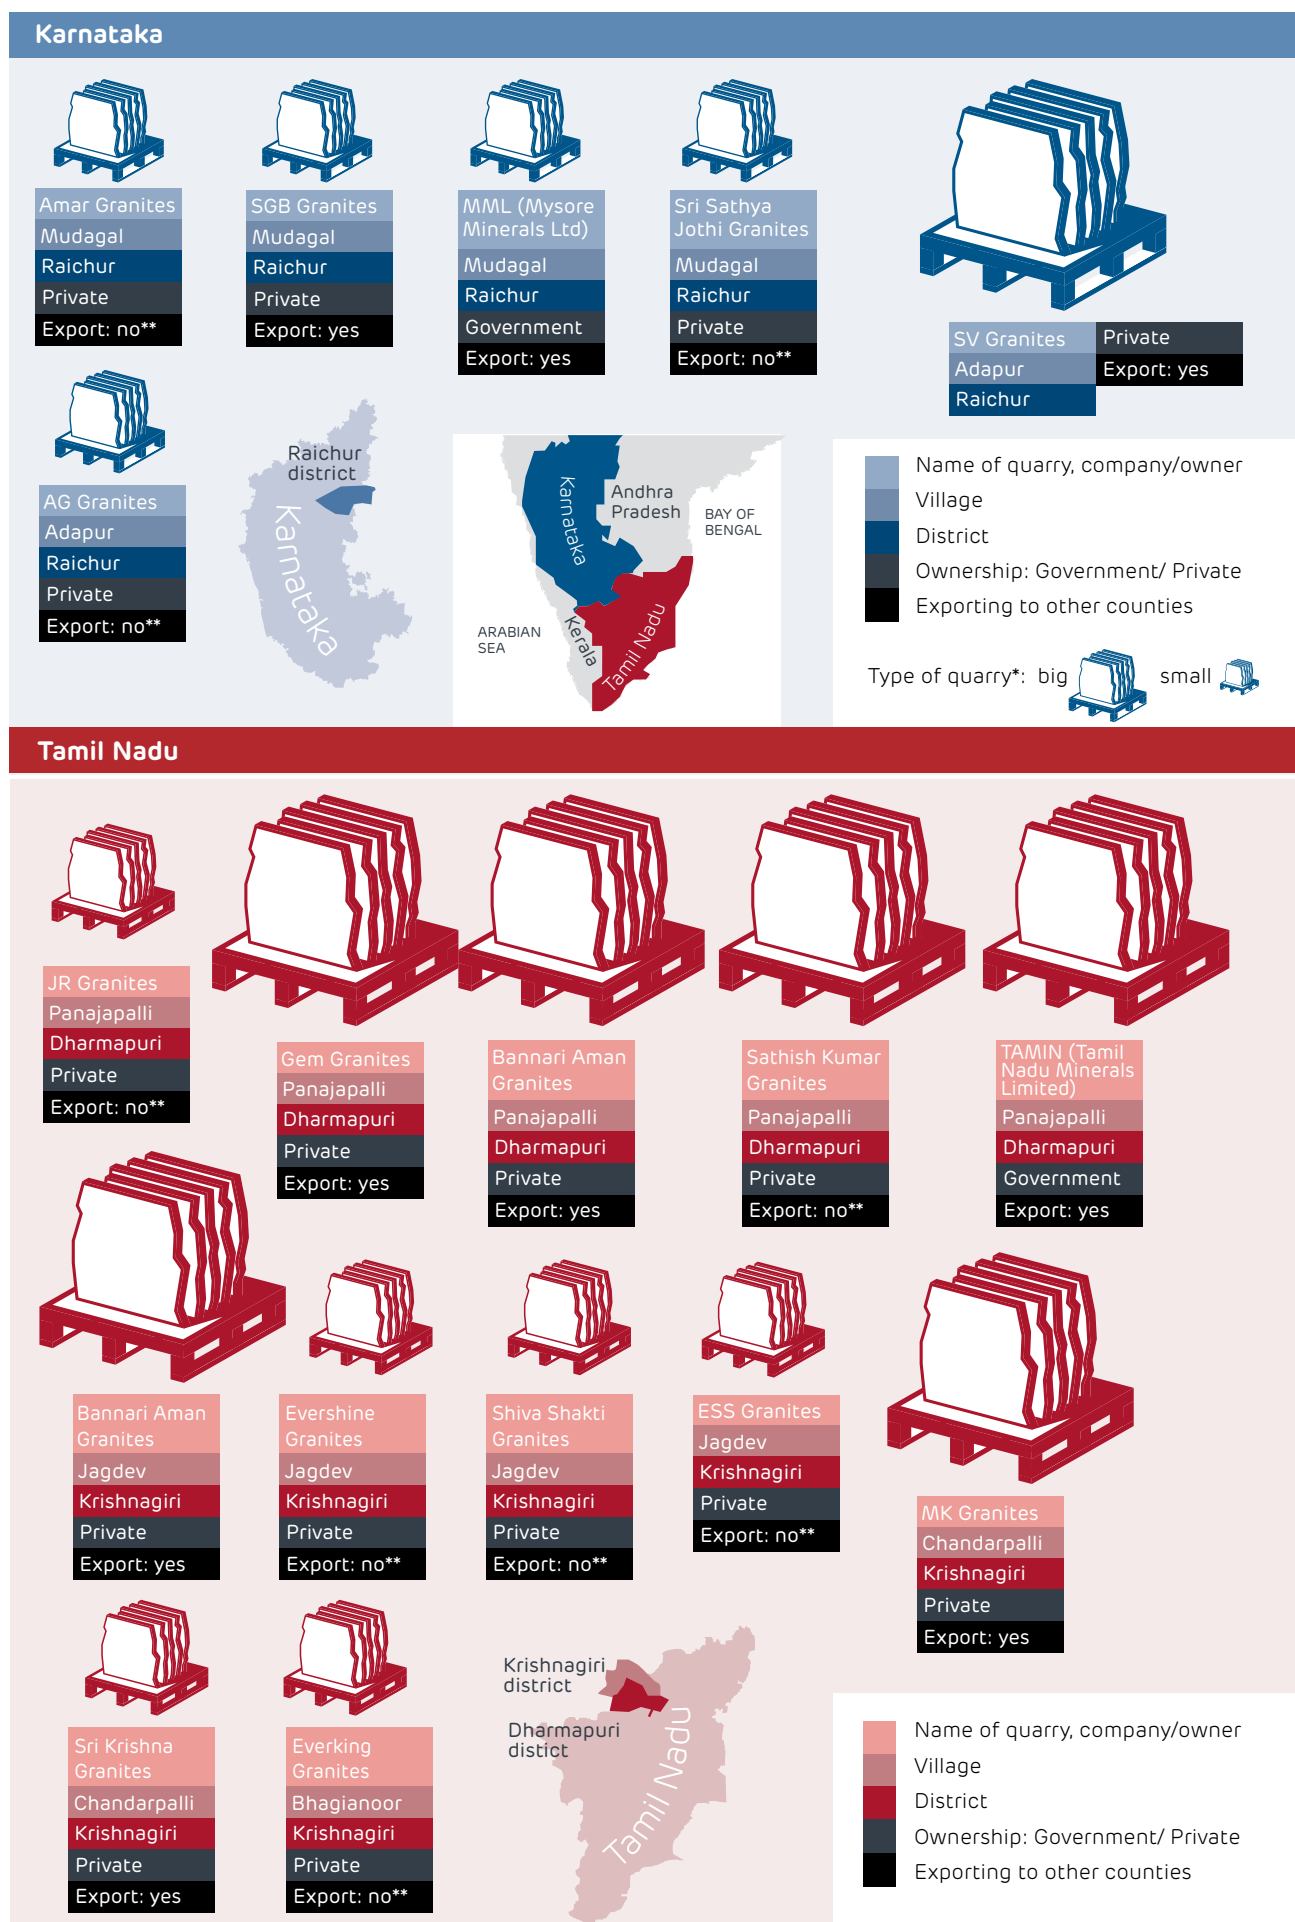 Karnataka
Amar Granites
Mudagal
Raichur
Private
Export: no**
SGB Granites
Mudagal
Raichur
Private
Export: yes
MML (Mysore
Minerals Ltd)
Mudagal
Raichur
Government
Export: yes
Sri Sathya
Jothi Granites
Mudagal
Raichur
Private
Export: no**
SV Granites
Adapur
Raichur
Private
Export: yes
AG Granites
Adapur
Raichur
Private
Export: no**
Raichur
district
Karnataka
Karnataka
Andhra
Pradesh
BAY OF
BENGAL
ARABIAN
SEA
Kerala
Tamil Nadu
Name of quarry, company/owner
Village
District
Ownership: Government/ Private
Exporting to other counties
Type of quarry*: big small
Tamil Nadu
JR Granites
Panajapalli
Dharmapuri
Private
Export: no**
Gem Granites
Panajapalli
Dharmapuri
Private
Export: yes
Bannari Aman
Granites
Panajapalli
Dharmapuri
Private
Export: yes
Sathish Kumar
Granites
Panajapalli
Dharmapuri
Private
Export: no**
TAMIN (Tamil
Nadu Minerals
Limited)
Panajapalli
Dharmapuri
Government
Export: yes
Bannari Aman
Granites
Jagdev
Krishnagiri
Private
Export: yes
Evershine
Granites
Jagdev
Krishnagiri
Private
Export: no**
Shiva Shakti
Granites
Jagdev
Krishnagiri
Private
Export: no**
ESS Granites
Jagdev
Krishnagiri
Private
Export: no**
MK Granites
Chandarpalli
Krishnagiri
Private
Export: yes
Sri Krishna
Granites
Chandarpalli
Krishnagiri
Private
Export: yes
Everking
Granites
Bhagianoor
Krishnagiri
Private
Export: no**
Krishnagiri
district
Dharmapuri
distict
Tamil Nadu
Name of quarry, company/owner
Village
District
Ownership: Government/ Private
Exporting to other counties